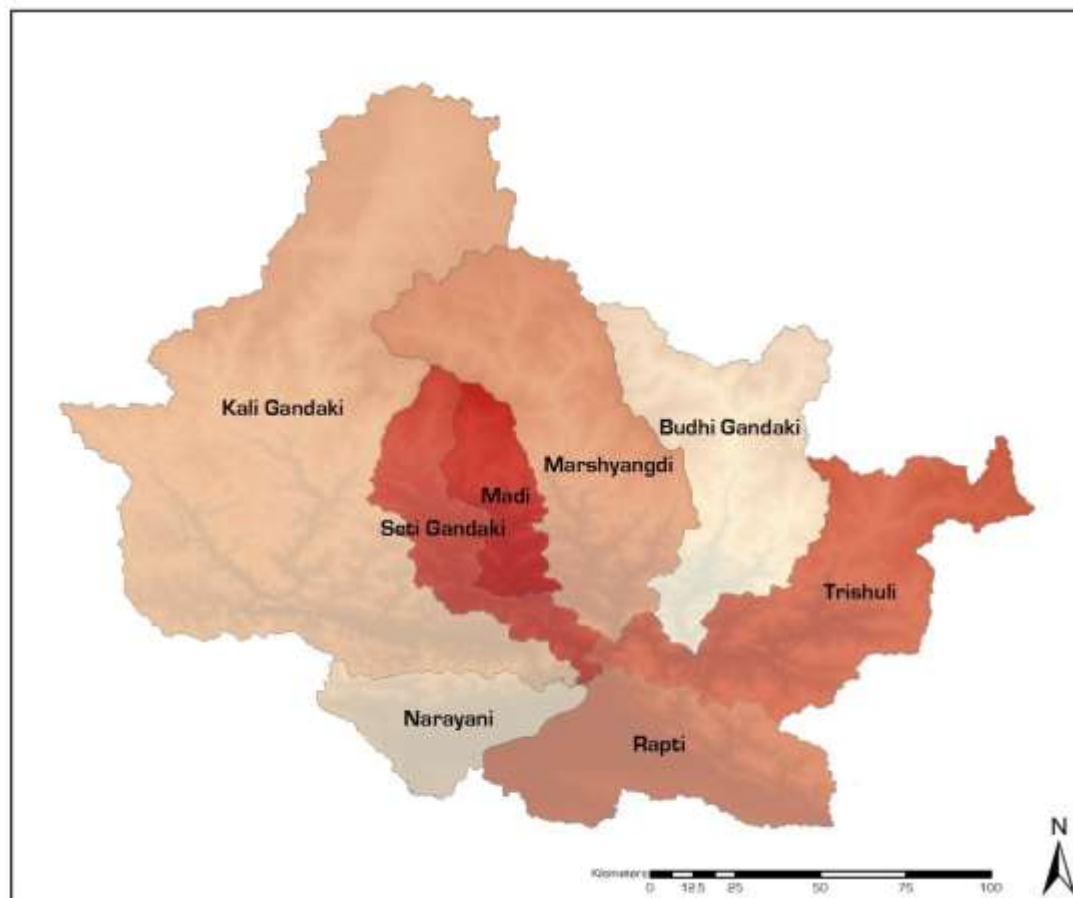 Kali Gandaki
Budhi Gandaki
Marshyangdi
Madi
Seti Gandaki
Trishuli
Narayani
Rapti
N
Kilometers
0 12.5 25 50 75 100